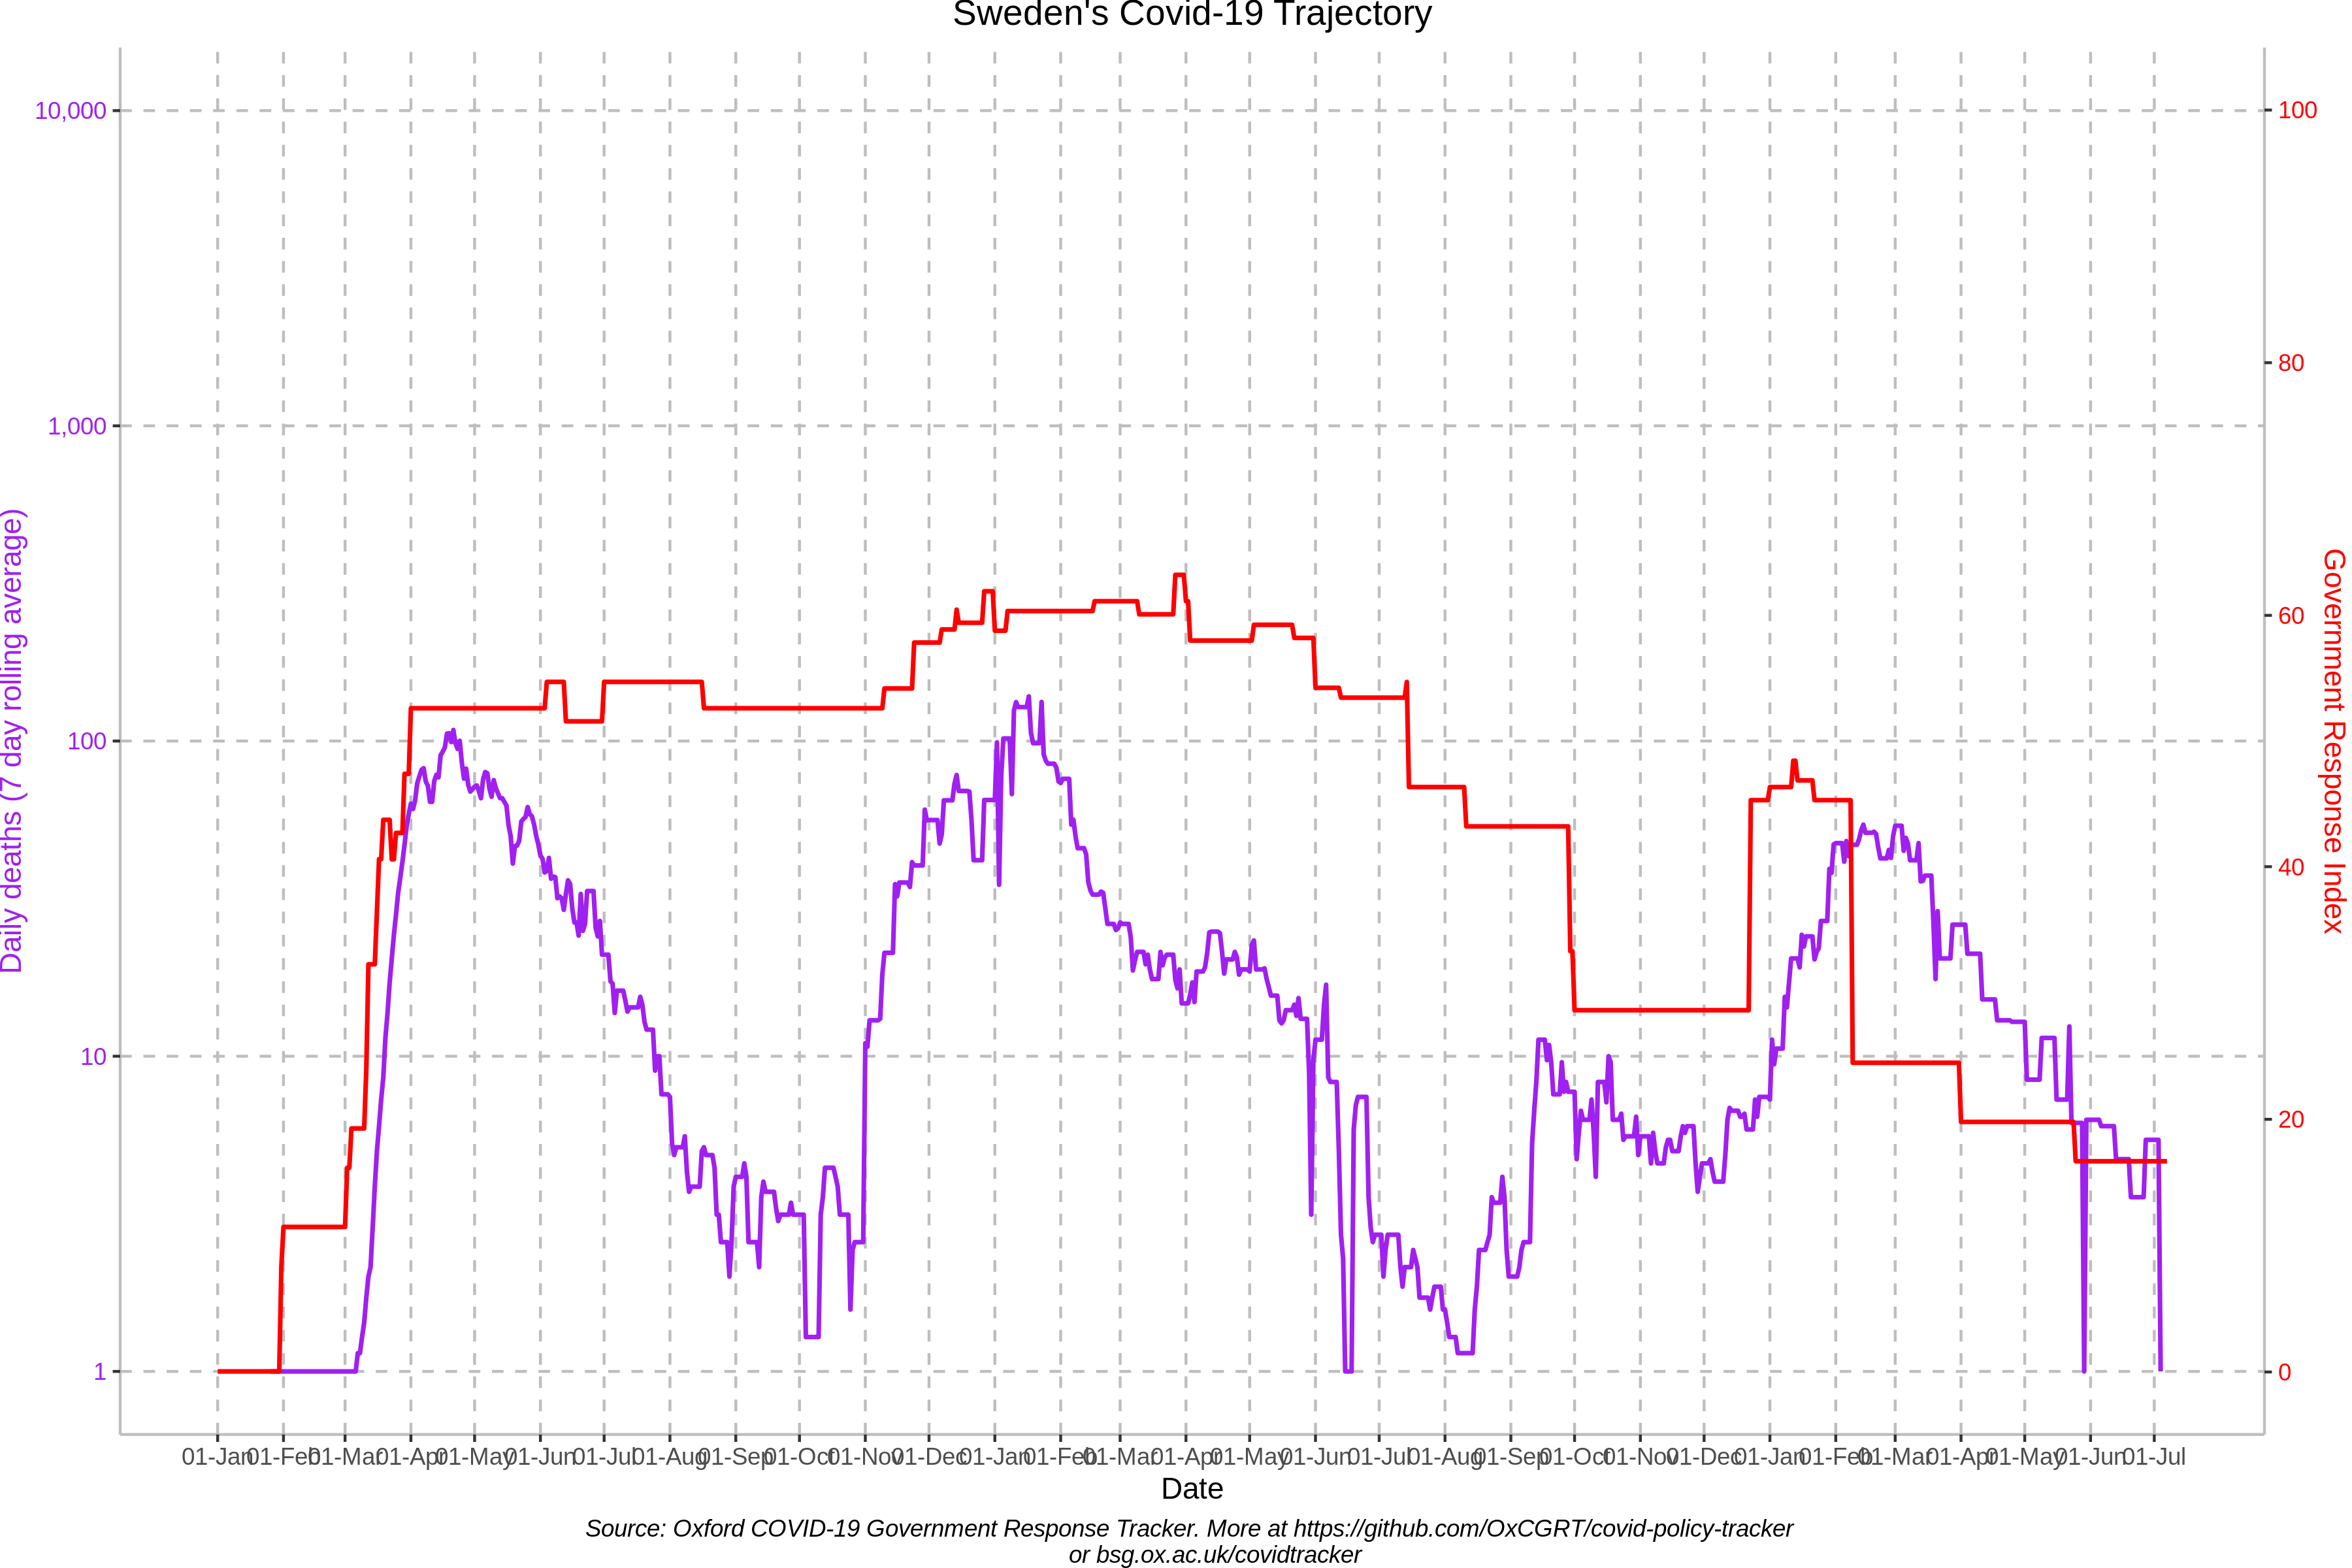 Sweden's Covid-19 Trajectory
10,000
1,000
100
10
1
Daily deaths (7 day rolling average)
100
80
60
40
20
0
Government Response Index
01-Jan 01-Feb 01-Mar 01-Apr 01-May 01-Jun 01-Jul 01-Aug 01-Sep 01-Oct 01-Nov 01-Dec 01-Jan 01-Feb 01-Mar 01-Apr 01-May 01-Jun 01-Jul 01-Aug 01-Sep 01-Oct 01-Nov 01-Dec 01-Jan 01-Feb 01-Mar 01-Apr 01-May 01-Jun 01-Jul
Date
Source: Oxford COVID-19 Government Response Tracker. More at https://github.com/OxCGRT/covid-policy-tracker
or bsg.ox.ac.uk/covidtracker